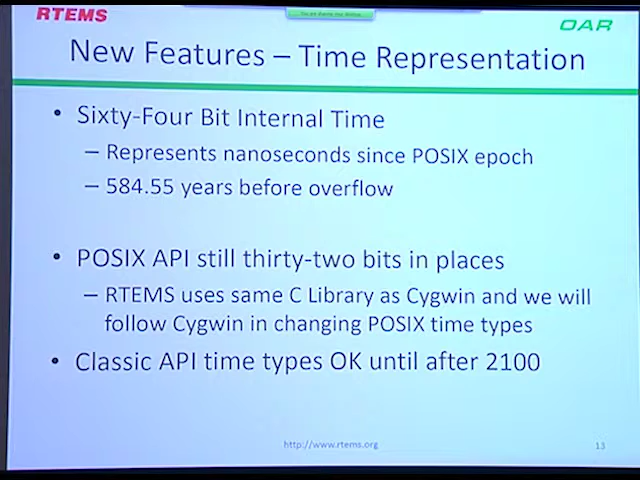 RTEMS
OAR
New Features – Time Representation
• Sixty-Four Bit Internal Time
– Represents nanoseconds since POSIX epoch
– 584.55 years before overflow
• POSIX API still thirty-two bits in places
– RTEMS uses same C Library as Cygwin and we will
follow Cygwin in changing POSIX time types
• Classic API time types OK until after 2100
http://www.rtems.org
13